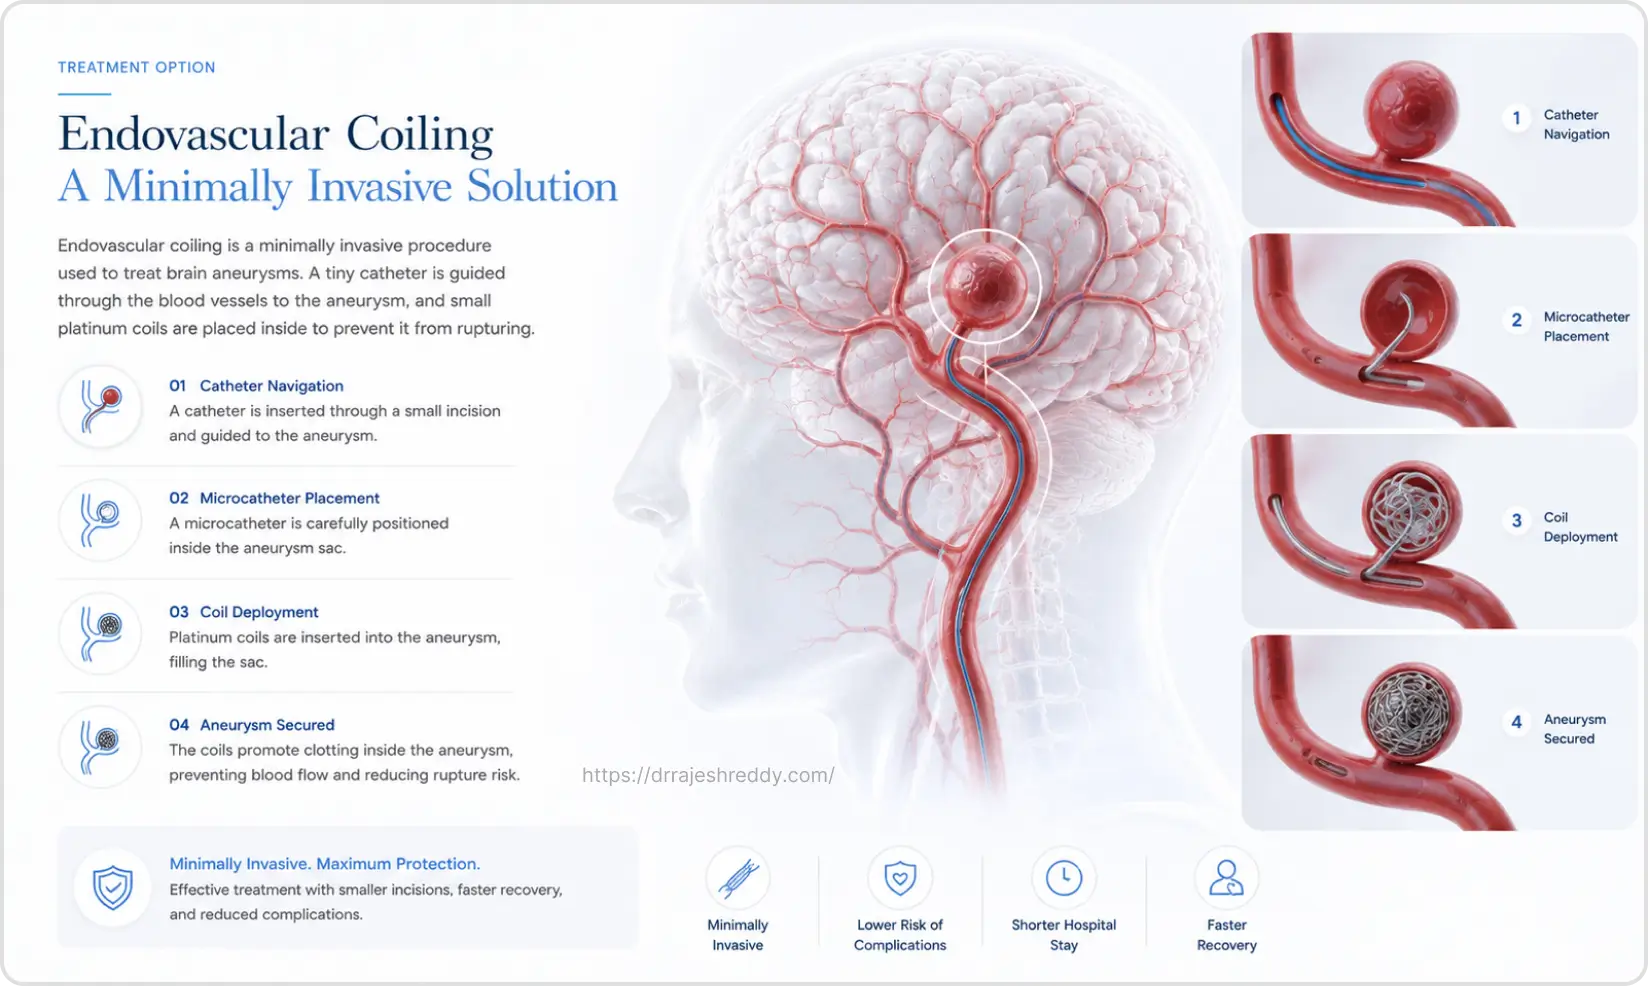 TREATMENT OPTION
Endovascular Coiling
A Minimally Invasive Solution
Endovascular coiling is a minimally invasive procedure
used to treat brain aneurysms. A tiny catheter is guided
through the blood vessels to the aneurysm, and small
platinum coils are placed inside to prevent it from rupturing.
01 Catheter Navigation
A catheter is inserted through a small incision
and guided to the aneurysm.
02 Microcatheter Placement
A microcatheter is carefully positioned
inside the aneurysm sac.
03 Coil Deployment
Platinum coils are inserted into the aneurysm,
filling the sac.
04 Aneurysm Secured
The coils promote clotting inside the aneurysm,
preventing blood flow and reducing rupture risk.
https://drrajeshreddy.com/
Minimally Invasive. Maximum Protection.
Effective treatment with smaller incisions, faster recovery,
and reduced complications.
Minimally
Invasive
Lower Risk of
Complications
Shorter Hospital
Stay
Faster
Recovery
1 Catheter
Navigation
2 Microcatheter
Placement
3 Coil
Deployment
4 Aneurysm
Secured